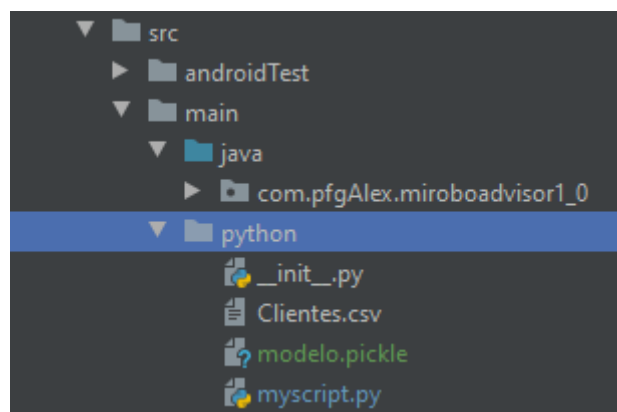 src
androidTest
main
java
com.pfgAlex.miroboadvisor1_0
python
__init__.py
Clientes.csv
modelo.pickle
myscript.py